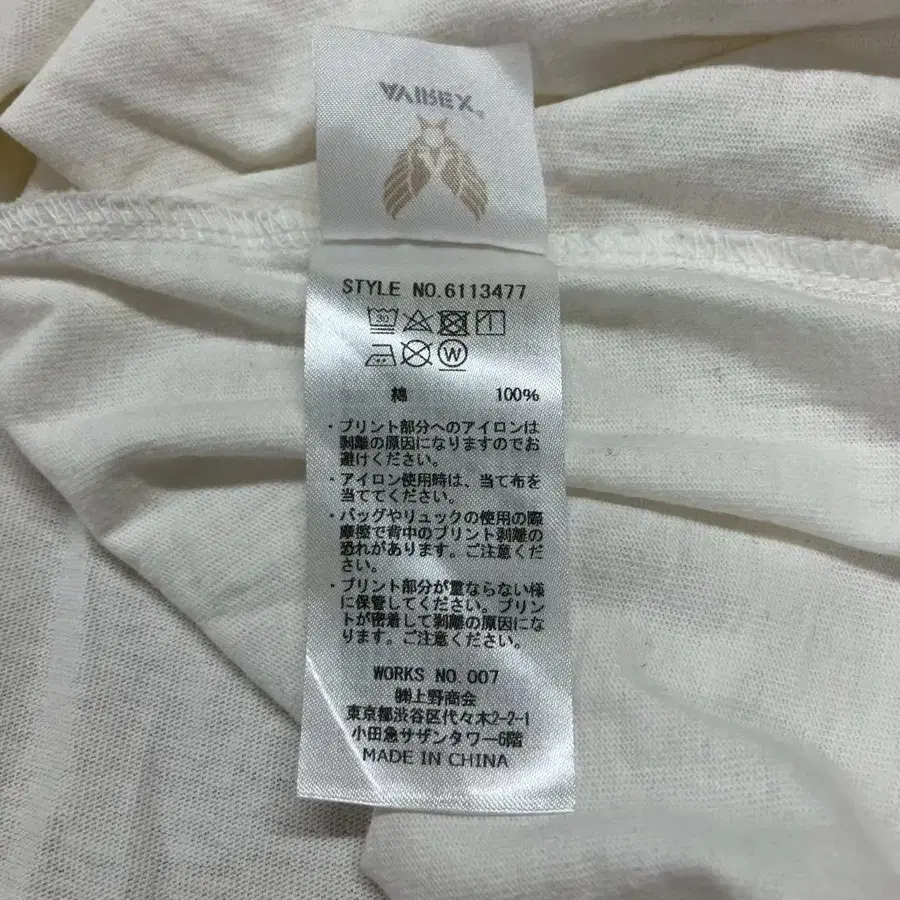 AVIREX
STYLE NO.6113477
30
綿 100%
・プリント部分へのアイロンは
剥離の原因になりますのでお
避けください。
・アイロン使用時は、当て布を
当ててください。
・バッグやリュックの使用の際
摩擦で背中のプリント剥離の
恐れがあります。ご注意くだ
さい。
・プリント部分が重ならない様
に保管してください。プリン
トが密着して剥離の原因にな
ります。ご注意ください。
WORKS NO.007
㈱上野商会
東京都渋谷区代々木2-2-1
小田急サザンタワー6階
MADE IN CHINA